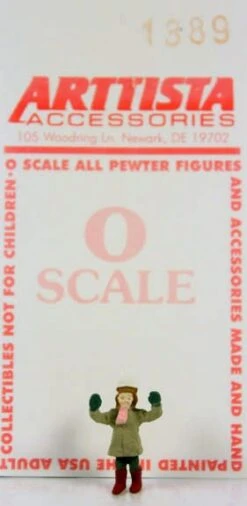 1389
ARTTISTA
ACCESSORIES
105 Woodring Ln. Newark, DE 19702
O SCALE ALL PEWTER FIGURES
ACCESSORIES MADE AND HAND
PAINTED IN THE USA ADULT
COLLECTIBLES NOT FOR CHILDREN·
O
SCALE